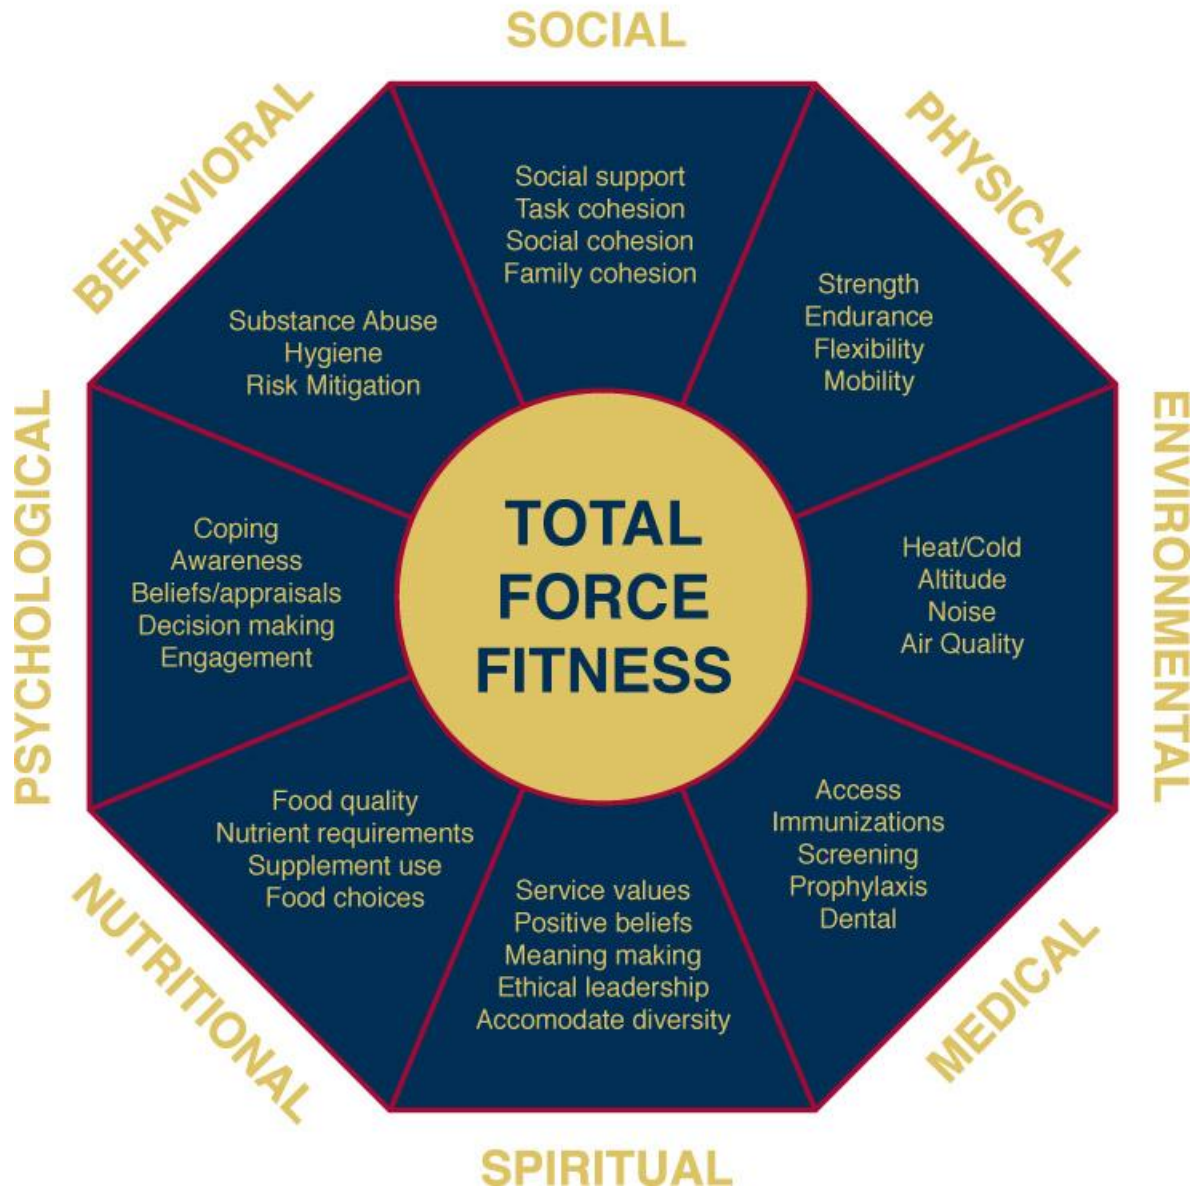 SOCIAL
Social support
Task cohesion
Social cohesion
Family cohesion
PHYSICAL
Strength
Endurance
Flexibility
Mobility
ENVIRONMENTAL
Heat/Cold
Altitude
Noise
Air Quality
MEDICAL
Access
Immunizations
Screening
Prophylaxis
Dental
SPIRITUAL
Service values
Positive beliefs
Meaning making
Ethical leadership
Accomodate diversity
NUTRITIONAL
Food quality
Nutrient requirements
Supplement use
Food choices
PSYCHOLOGICAL
Coping
Awareness
Beliefs/appraisals
Decision making
Engagement
BEHAVIORAL
Substance Abuse
Hygiene
Risk Mitigation
TOTAL
FORCE
FITNESS